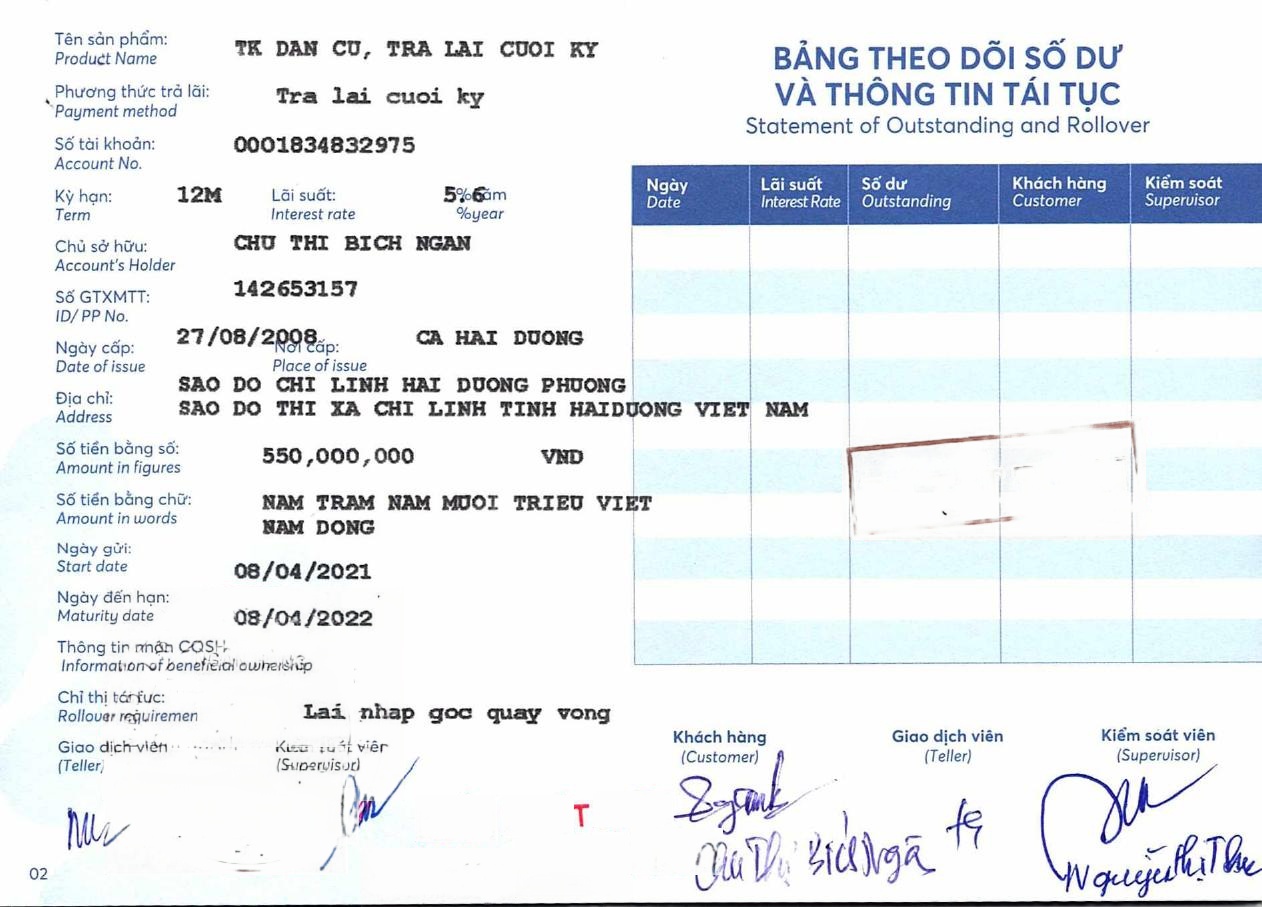 Tên sản phẩm: TK DAN CU, TRA LAI CUOI KY
Product Name
Phương thức trả lãi: Tra lai cuoi ky
Payment method
Số tài khoản: 0001834832975
Account No.
Kỳ hạn: 12M Lãi suất: 5.6 %năm
Term Interest rate %year
Chủ sở hữu: CHU THI BICH NGAN
Account's Holder
Số GTXMTT: 142653157
ID/ PP No.
Ngày cấp: 27/08/2008 Nơi cấp: CA HAI DUONG
Date of issue Place of issue
Địa chỉ: SAO DO CHI LINH HAI DUONG PHUONG
Address SAO DO THI XA CHI LINH TINH HAIDUONG VIET NAM
Số tiền bằng số: 550,000,000 VND
Amount in figures
Số tiền bằng chữ: NAM TRAM NAM MUOI TRIEU VIET
Amount in words NAM DONG
Ngày gửi: 08/04/2021
Start date
Ngày đến hạn: 08/04/2022
Maturity date
Thông tin nhận
Information of beneficial ownership
Chỉ thị tái tục: Lai nhap goc quay vong
Rollover requiremen
Giao dịch viên Kiểm soát viên
(Teller) (Supervisor)
02
T
BẢNG THEO DÕI SỐ DƯ
VÀ THÔNG TIN TÁI TỤC
Statement of Outstanding and Rollover
Ngày Lãi suất Số dư Khách hàng Kiểm soát
Date Interest Rate Outstanding Customer Supervisor
Khách hàng Giao dịch viên Kiểm soát viên
(Customer) (Teller) (Supervisor)
Thị Bích Ngã
Nguyễn Thị